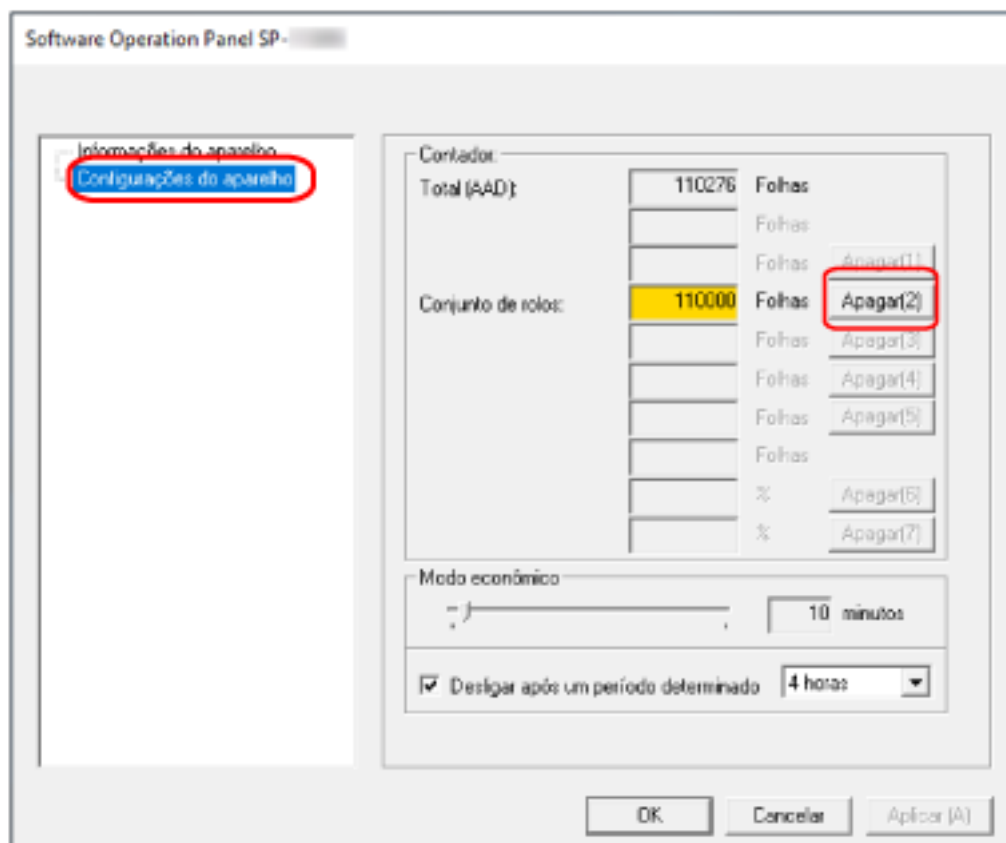 Software Operation Panel SP-
Informações do aparelho
Configurações do aparelho
Contador:
Total (AAD): 110276 Folhas
Folhas
Folhas Apagar(1)
Conjunto de rolos: 110000 Folhas Apagar(2)
Folhas Apagar(3)
Folhas Apagar(4)
Folhas Apagar(5)
Folhas
% Apagar(6)
% Apagar(7)
Modo econômico
10 minutos
Desligar após um período determinado 4 horas
OK Cancelar Aplicar (A)